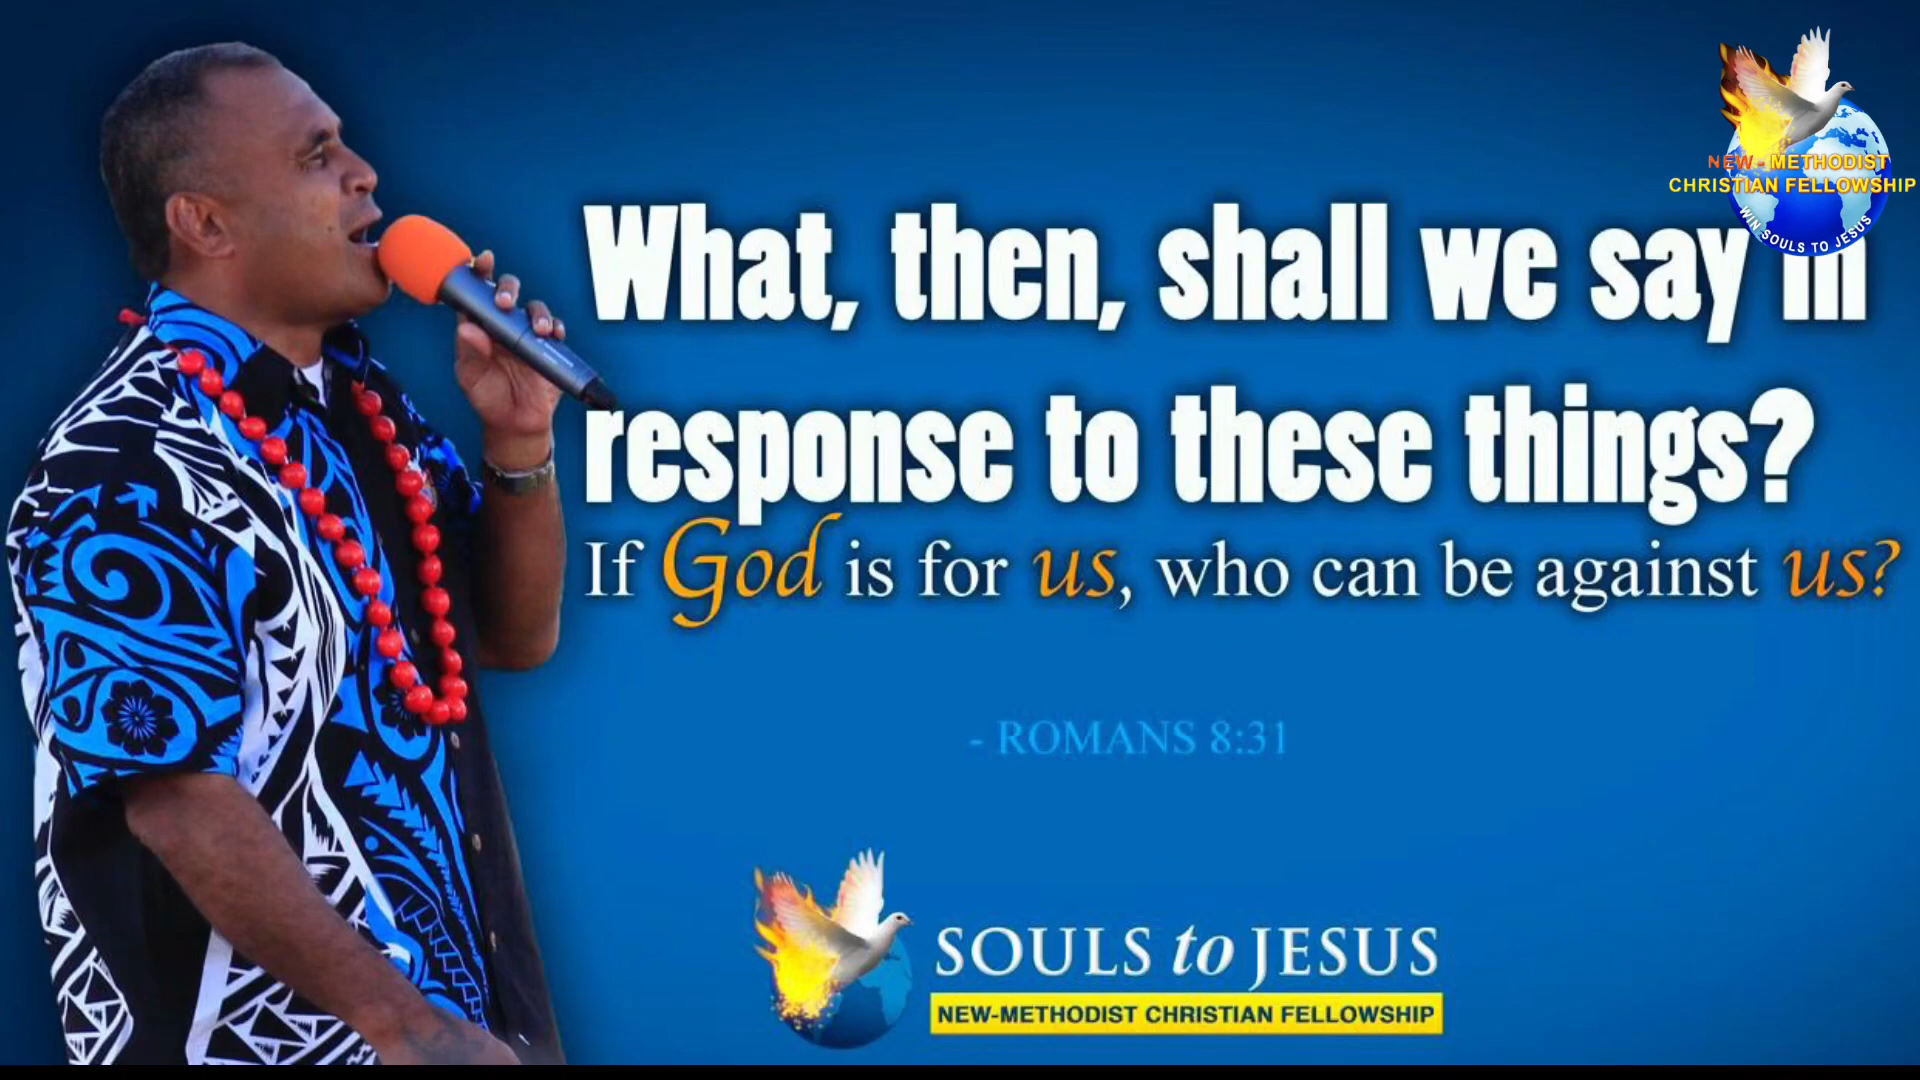 NEW - METHODIST
CHRISTIAN FELLOWSHIP
WIN SOULS TO JESUS
What, then, shall we say in
response to these things?
If God is for us, who can be against us?
- ROMANS 8:31
SOULS to JESUS
NEW-METHODIST CHRISTIAN FELLOWSHIP